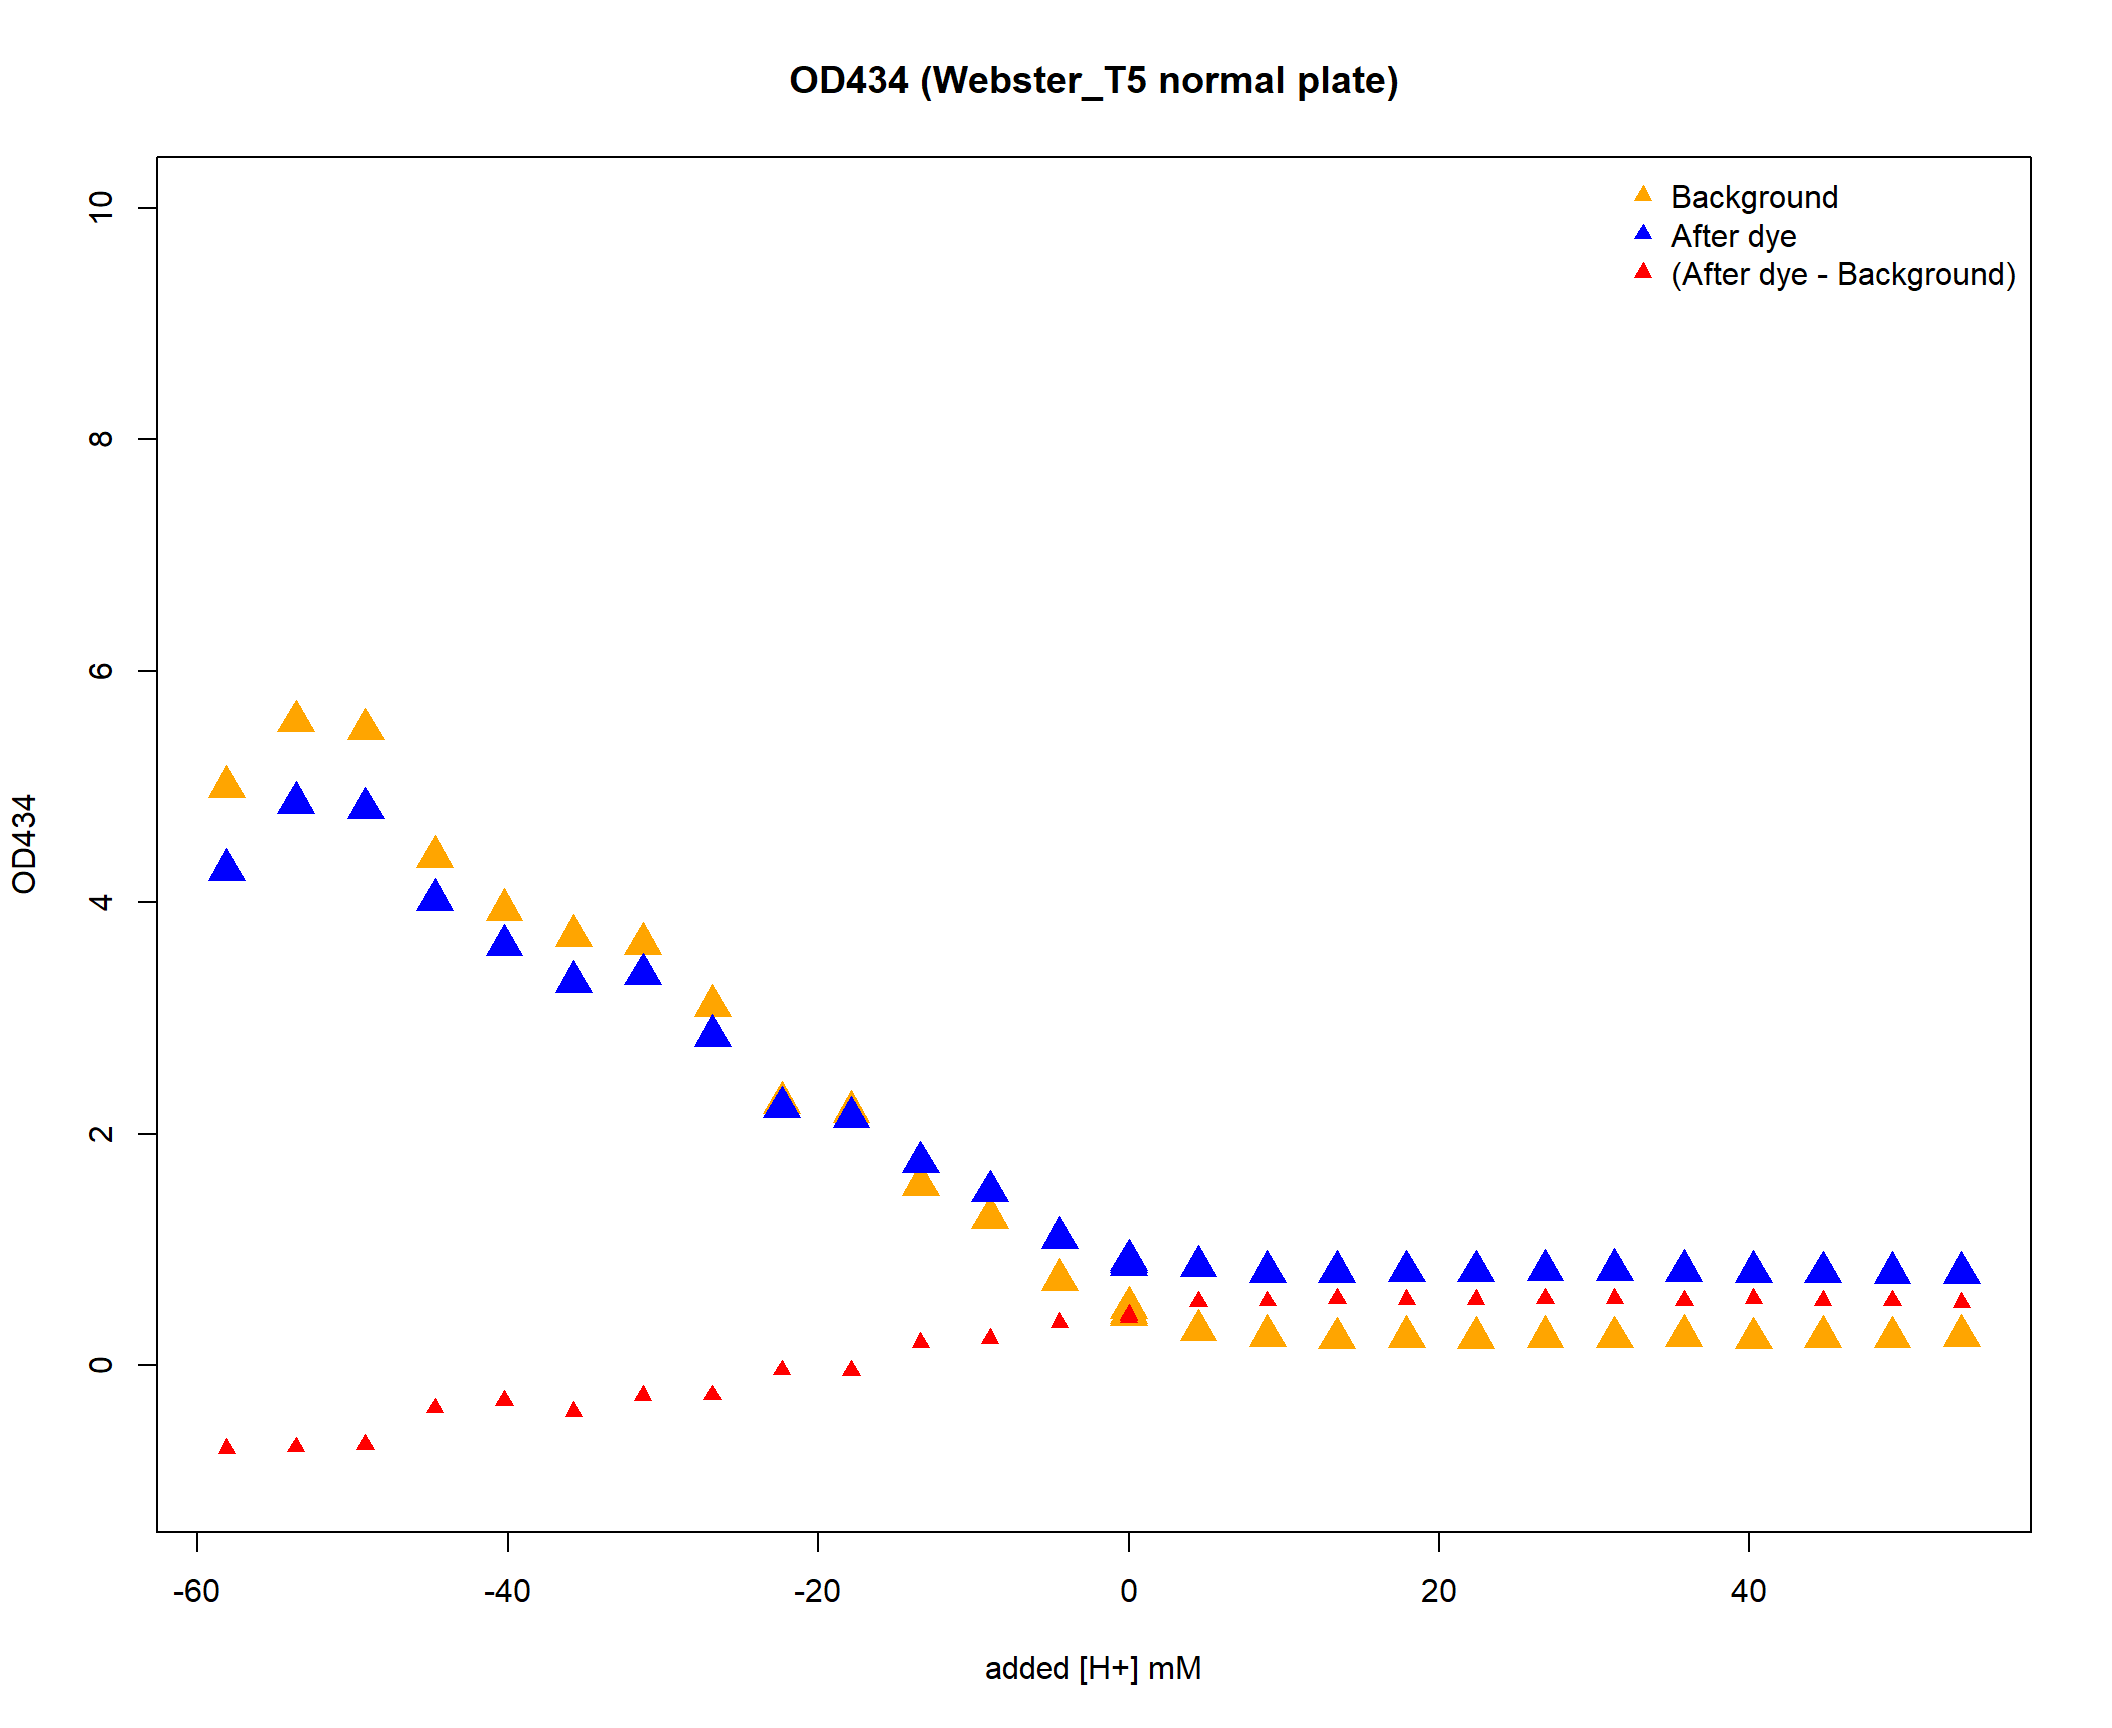 OD434 (Webster_T5 normal plate)
Background
After dye
(After dye - Background)
10
8
6
4
2
0
OD434
-60
-40
-20
0
20
40
added [H+] mM